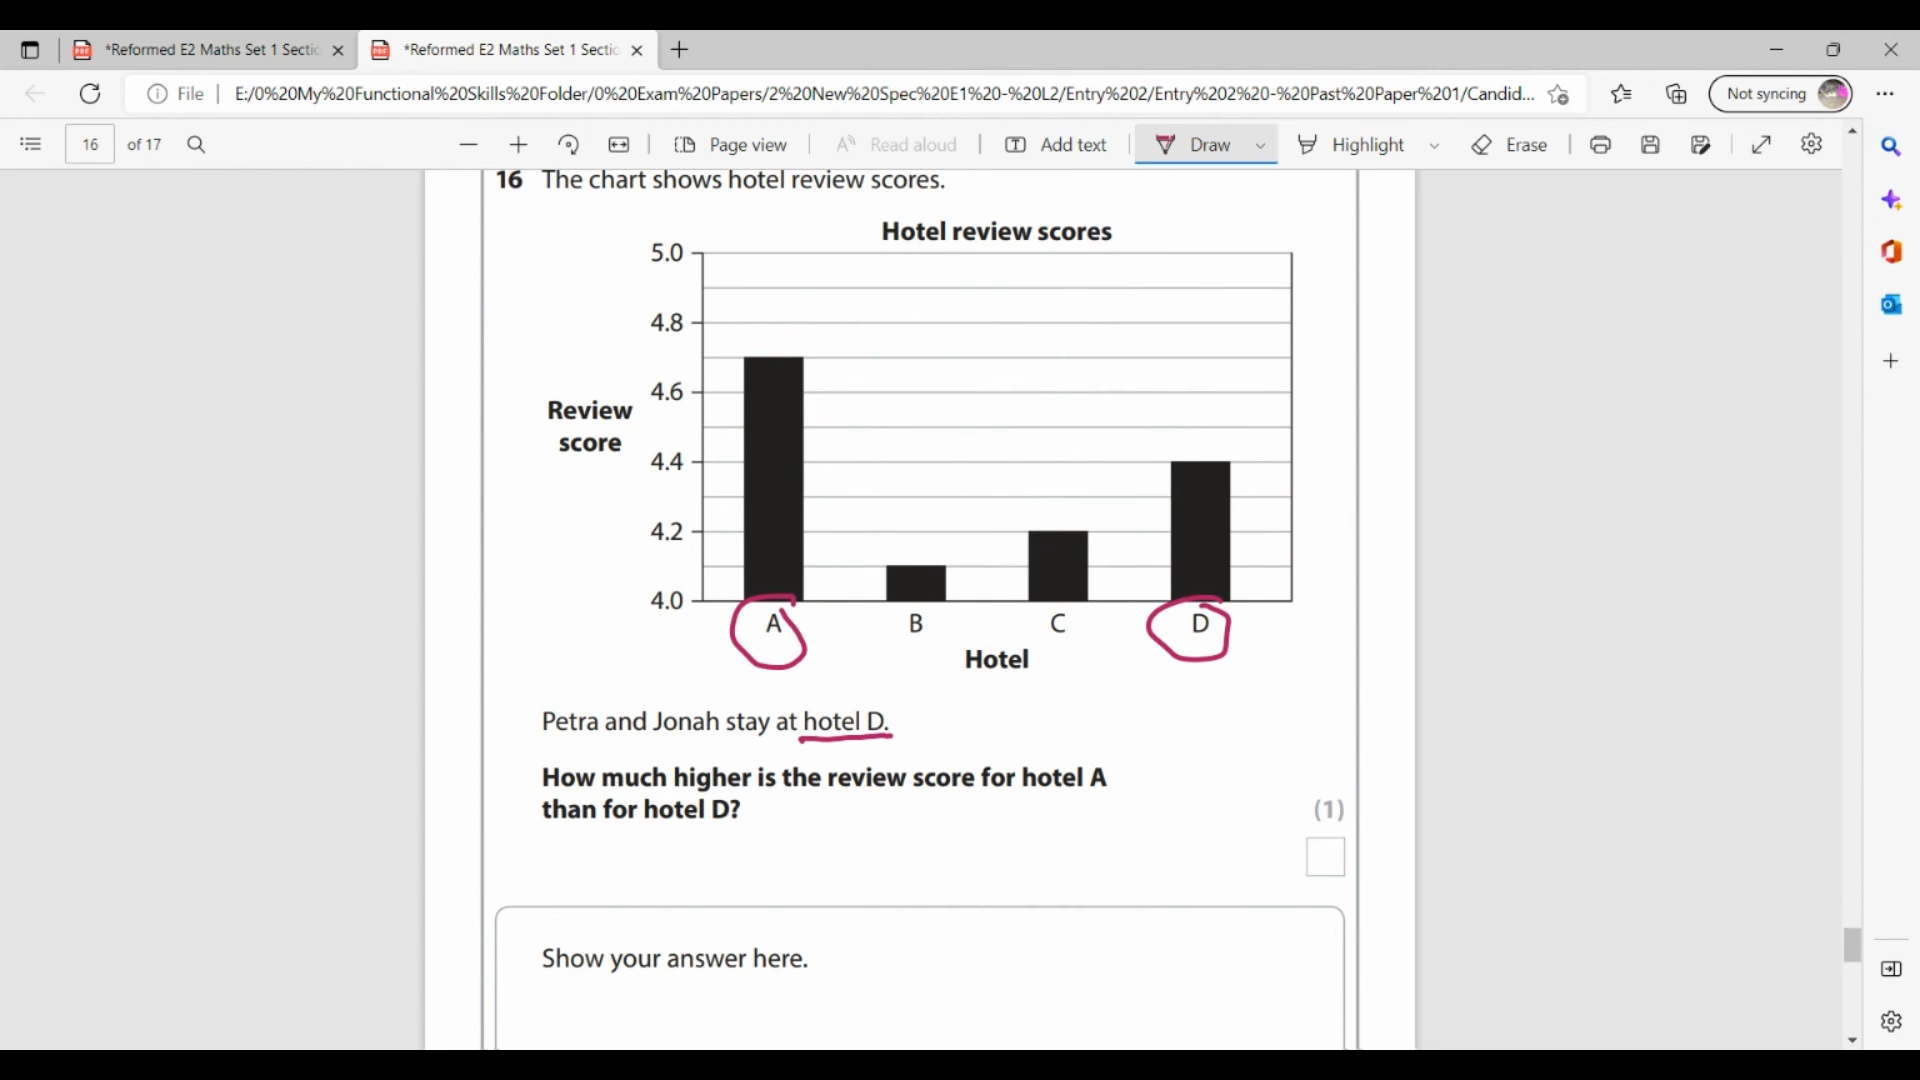 *Reformed E2 Maths Set 1 Sectio
*Reformed E2 Maths Set 1 Sectio
File
E:/0%20My%20Functional%20Skills%20Folder/0%20Exam%20Papers/2%20New%20Spec%20E1%20-%20L2/Entry%202/Entry%202%20-%20Past%20Paper%201/Candid...
Not syncing
16 of 17
Page view
Read aloud
Add text
Draw
Highlight
Erase
16 The chart shows hotel review scores.
Hotel review scores
5.0
4.8
4.6
Review
score
4.4
4.2
4.0
A B C D
Hotel
Petra and Jonah stay at hotel D.
How much higher is the review score for hotel A
than for hotel D?
(1)
Show your answer here.